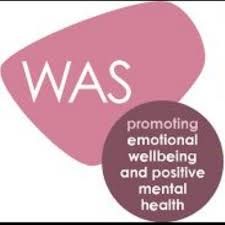 WAS
promoting
emotional
wellbeing
and positive
mental
health